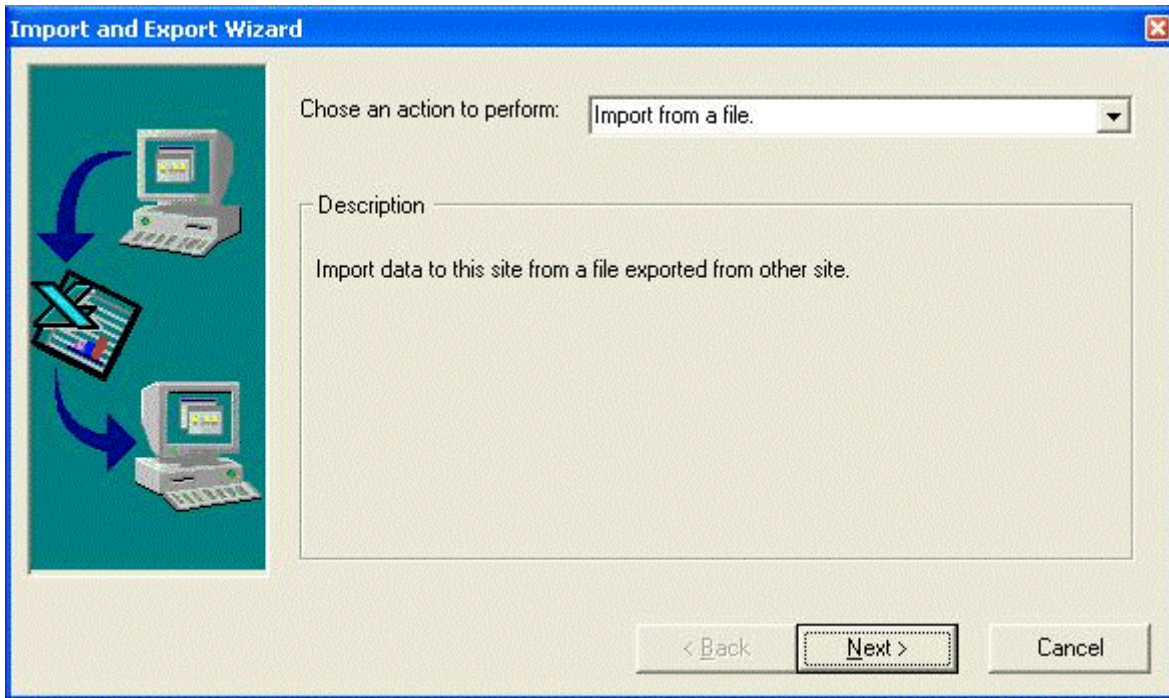 Import and Export Wizard
Chose an action to perform:
Import from a file.
Description
Import data to this site from a file exported from other site.
< Back
Next >
Cancel